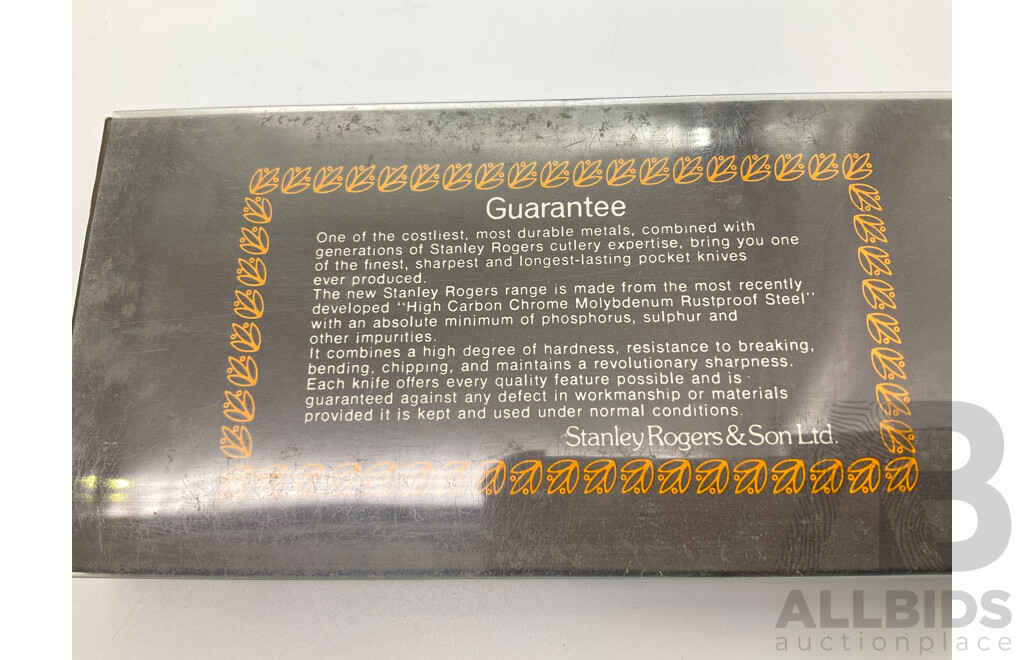 Guarantee
One of the costliest, most durable metals, combined with
generations of Stanley Rogers cutlery expertise, bring you one
of the finest, sharpest and longest-lasting pocket knives
ever produced.
The new Stanley Rogers range is made from the most recently
developed "High Carbon Chrome Molybdenum Rustproof Steel"
with an absolute minimum of phosphorus, sulphur and
other impurities.
It combines a high degree of hardness, resistance to breaking,
bending, chipping, and maintains a revolutionary sharpness.
Each knife offers every quality feature possible and is
guaranteed against any defect in workmanship or materials
provided it is kept and used under normal conditions.
Stanley Rogers & Son Ltd.
ALLBIDS
auctionplace